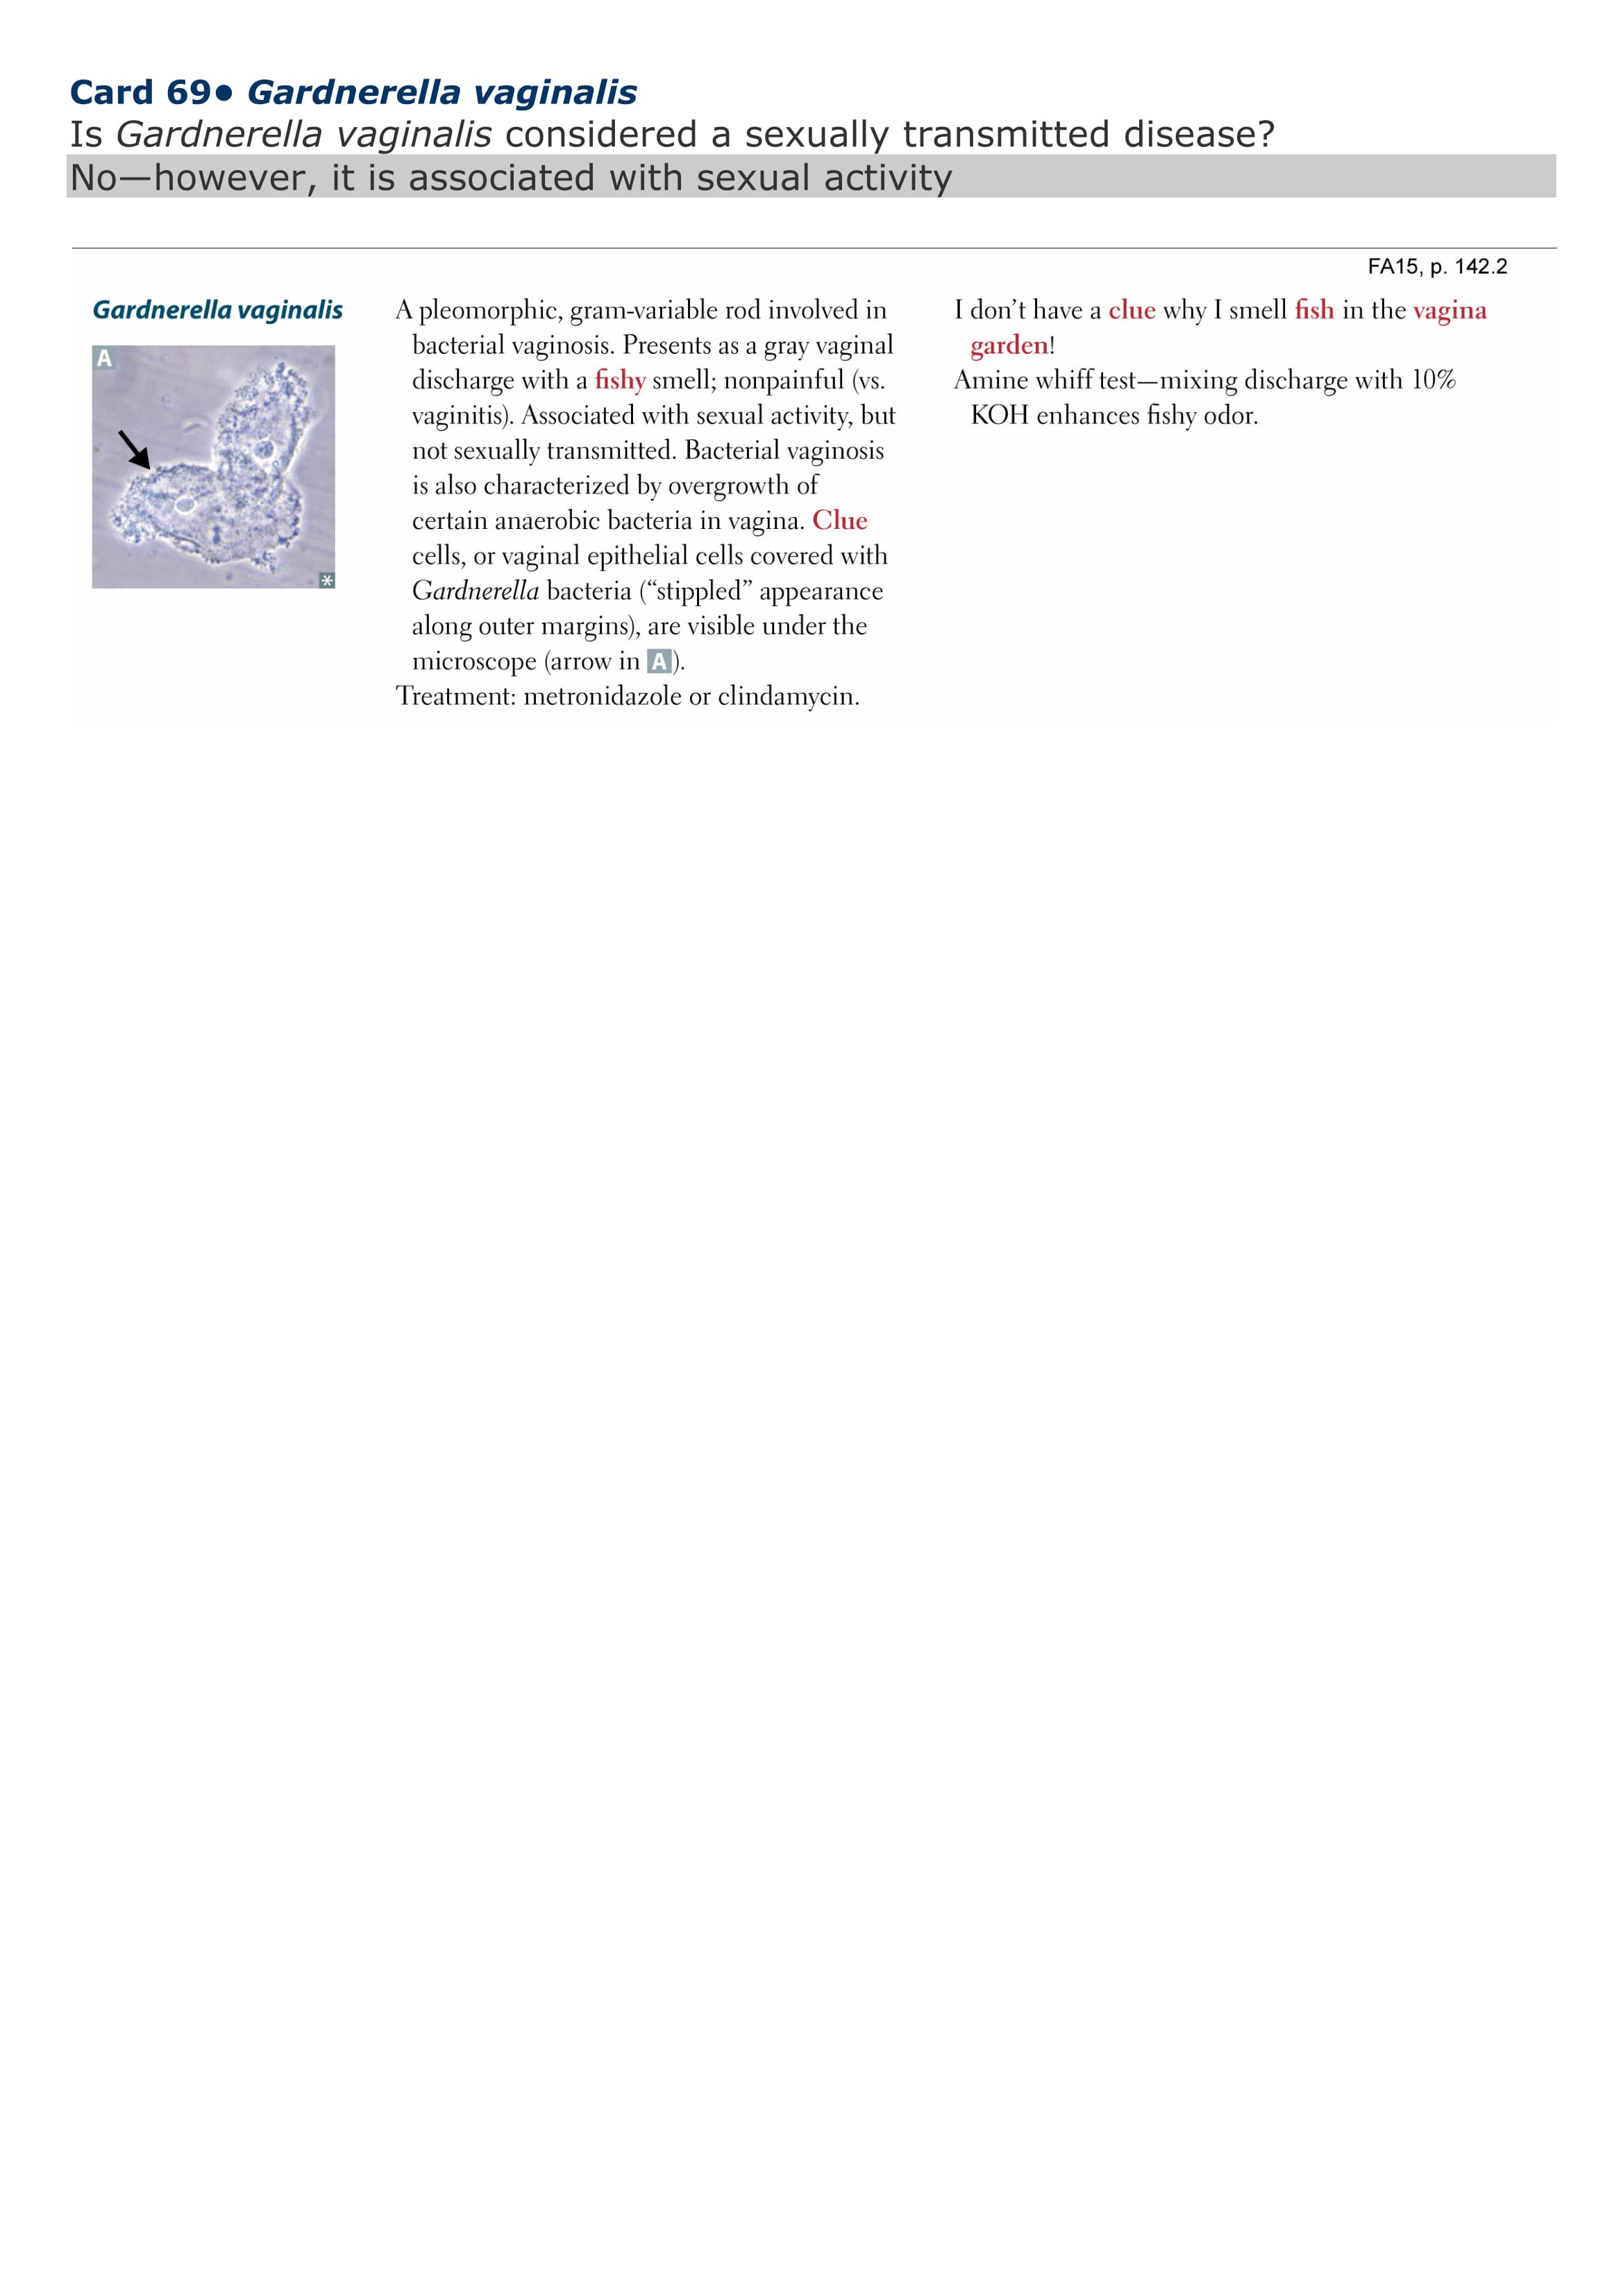 Card 69• Gardnerella vaginalis
Is Gardnerella vaginalis considered a sexually transmitted disease?
No—however, it is associated with sexual activity
FA15, p. 142.2
Gardnerella vaginalis
A
*
A pleomorphic, gram-variable rod involved in
bacterial vaginosis. Presents as a gray vaginal
discharge with a fishy smell; nonpainful (vs.
vaginitis). Associated with sexual activity, but
not sexually transmitted. Bacterial vaginosis
is also characterized by overgrowth of
certain anaerobic bacteria in vagina. Clue
cells, or vaginal epithelial cells covered with
Gardnerella bacteria (“stippled” appearance
along outer margins), are visible under the
microscope (arrow in A).
Treatment: metronidazole or clindamycin.
I don’t have a clue why I smell fish in the vagina
garden!
Amine whiff test—mixing discharge with 10%
KOH enhances fishy odor.